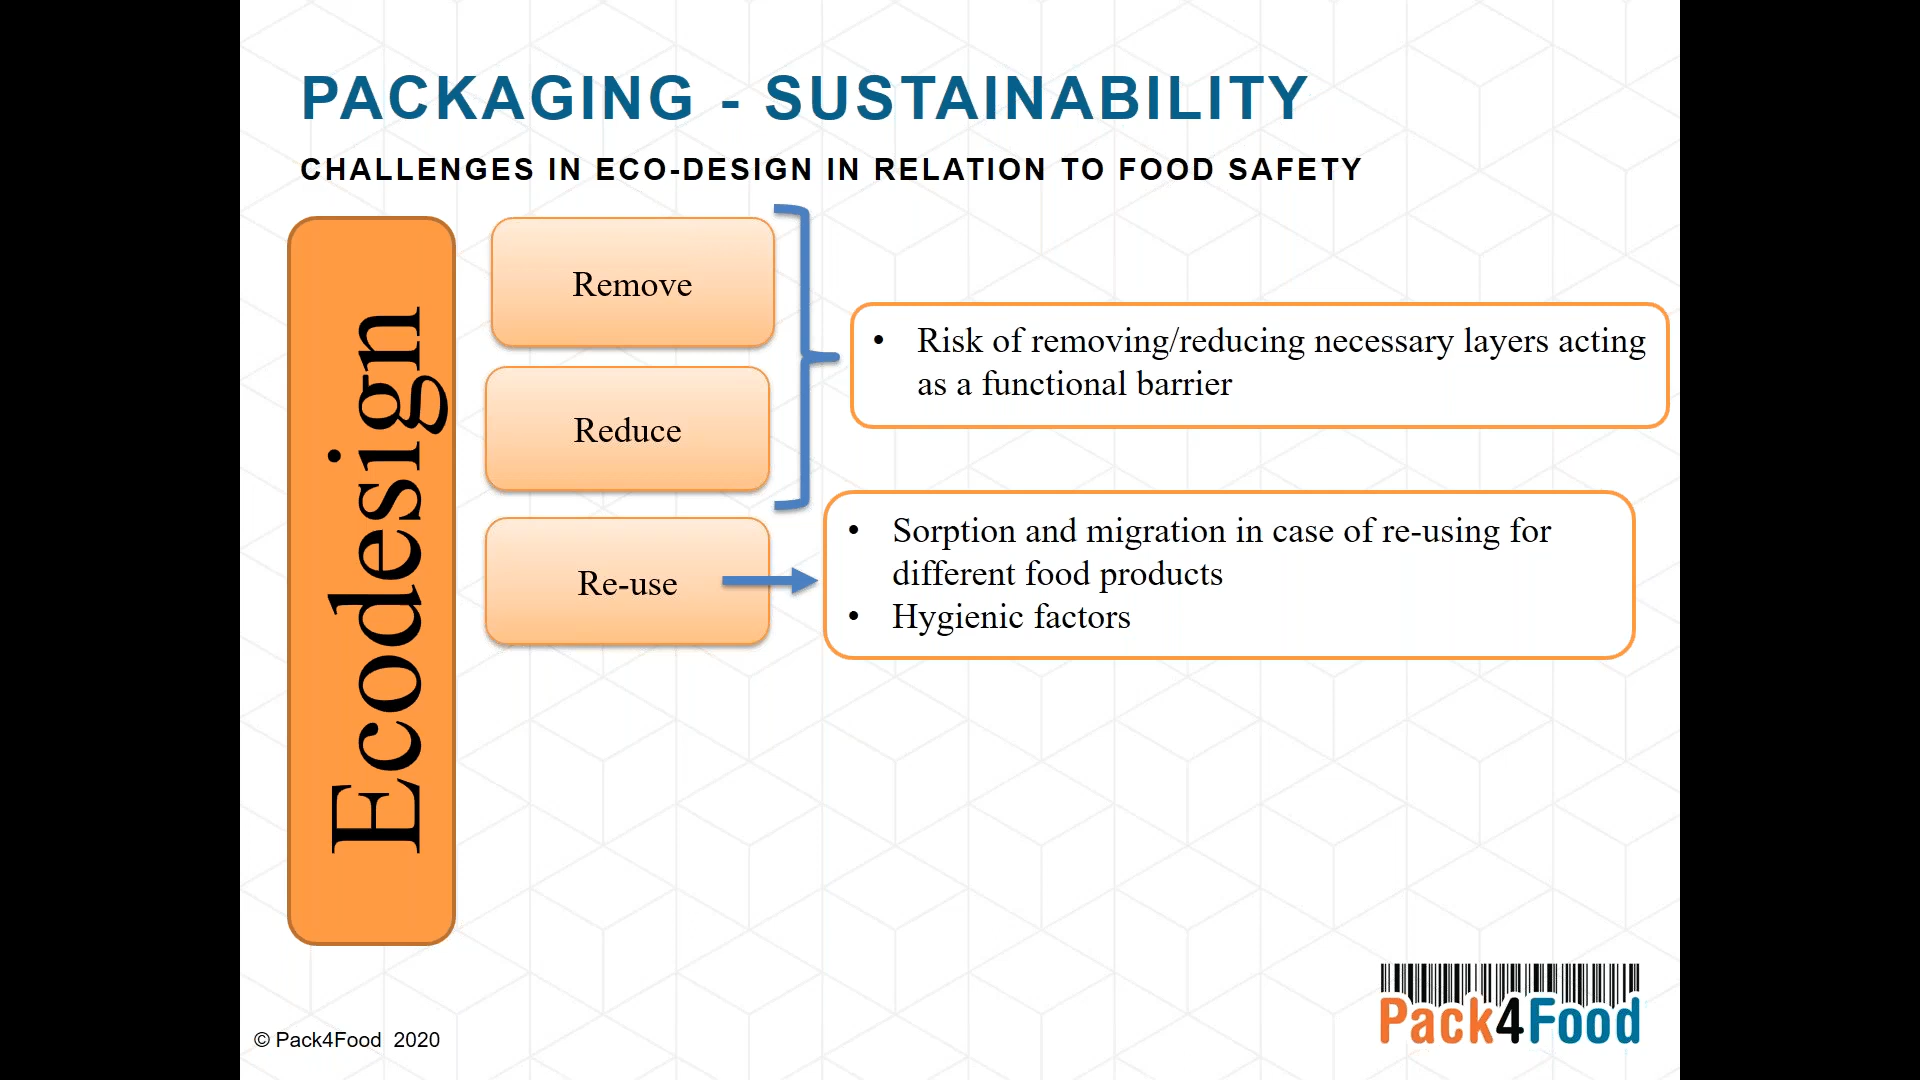 PACKAGING - SUSTAINABILITY
CHALLENGES IN ECO-DESIGN IN RELATION TO FOOD SAFETY
Ecodesign
Remove
Reduce
• Risk of removing/reducing necessary layers acting
as a functional barrier
Re-use
• Sorption and migration in case of re-using for
different food products
• Hygienic factors
© Pack4Food 2020
Pack4Food